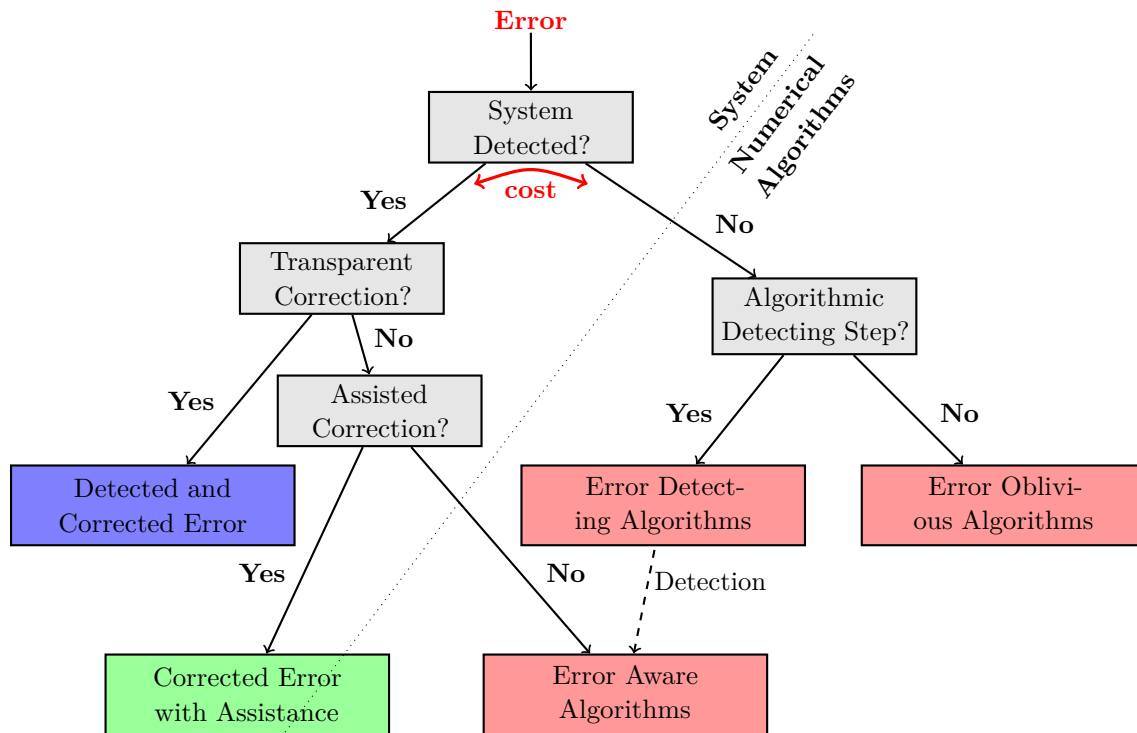 Error
System
Detected?
System
Numerical
Algorithms
cost
Yes
No
Transparent
Correction?
Algorithmic
Detecting Step?
No
Yes
Assisted
Correction?
Yes
No
Detected and
Corrected Error
Error Detect-
ing Algorithms
Error Oblivi-
ous Algorithms
Yes
No
Detection
Corrected Error
with Assistance
Error Aware
Algorithms